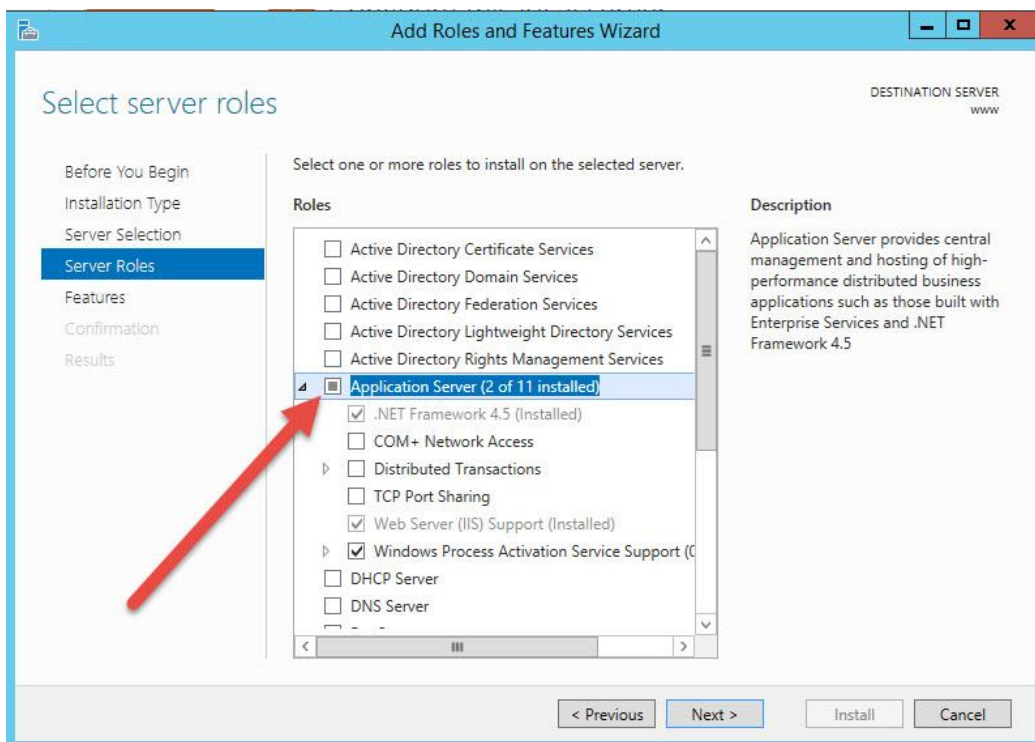 Add Roles and Features Wizard
Select server roles
DESTINATION SERVER
www
Before You Begin
Installation Type
Server Selection
Server Roles
Features
Confirmation
Results
Select one or more roles to install on the selected server.
Roles
Active Directory Certificate Services
Active Directory Domain Services
Active Directory Federation Services
Active Directory Lightweight Directory Services
Active Directory Rights Management Services
Application Server (2 of 11 installed)
.NET Framework 4.5 (Installed)
COM+ Network Access
Distributed Transactions
TCP Port Sharing
Web Server (IIS) Support (Installed)
Windows Process Activation Service Support (
DHCP Server
DNS Server
Description
Application Server provides central
management and hosting of high-
performance distributed business
applications such as those built with
Enterprise Services and .NET
Framework 4.5
< Previous
Next >
Install
Cancel